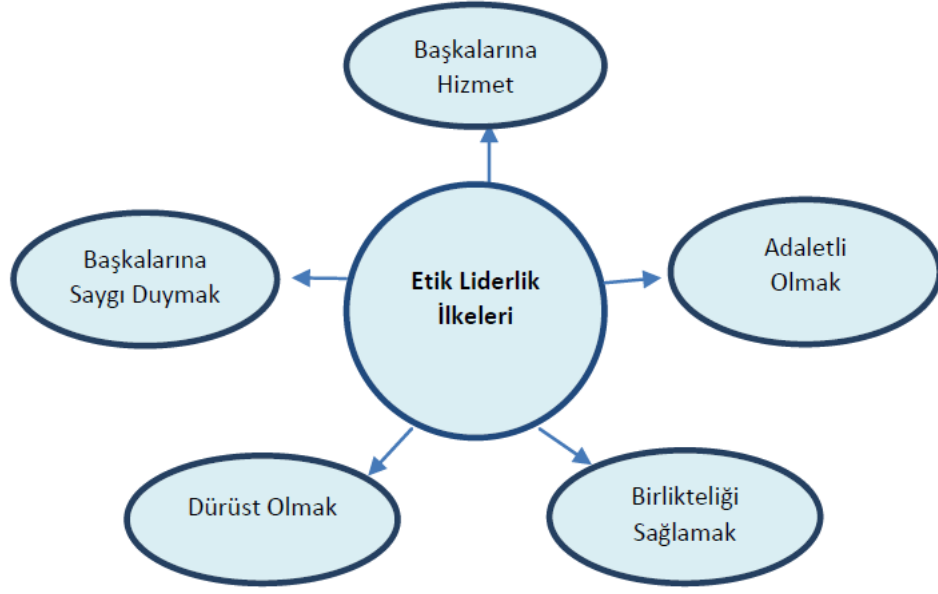 Başkalarına
Hizmet
Başkalarına
Saygı Duymak
Etik Liderlik
İlkeleri
Adaletli
Olmak
Dürüst Olmak
Birlikteliği
Sağlamak